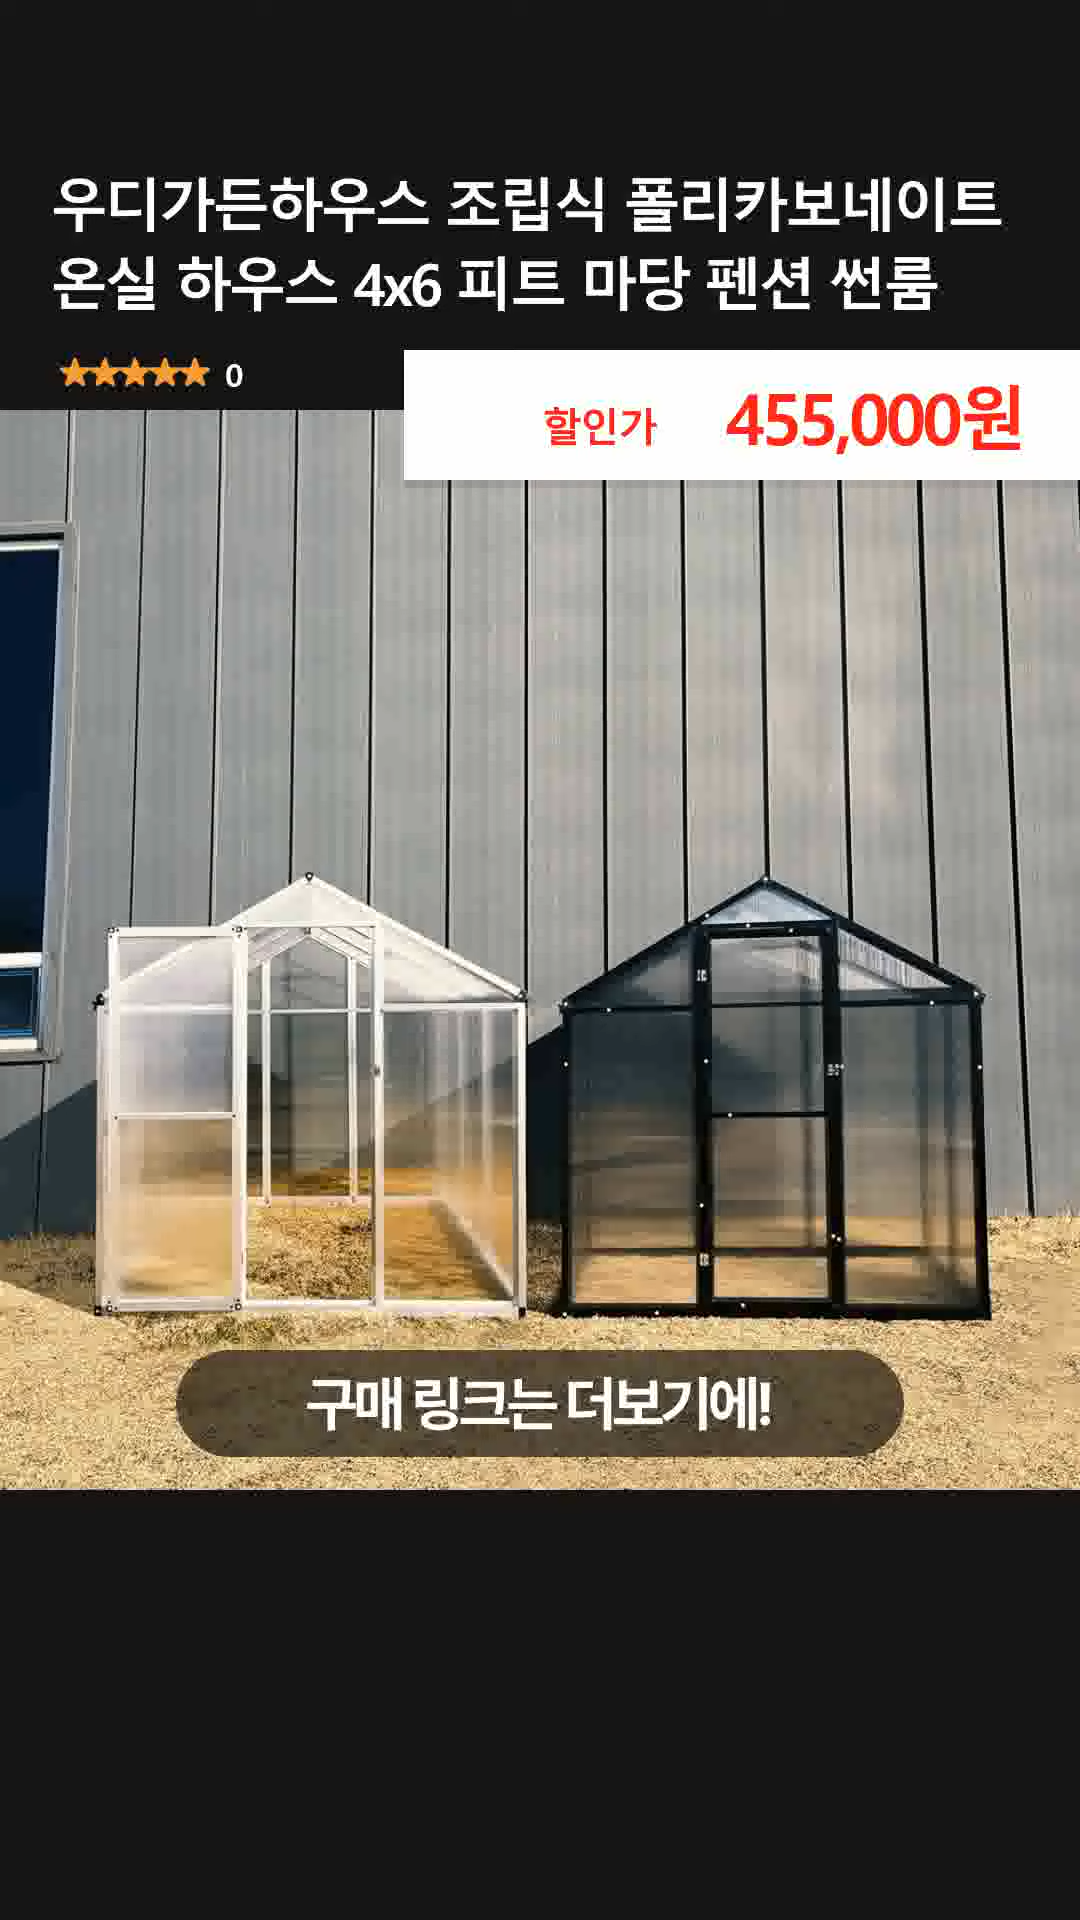 우디가든하우스 조립식 폴리카보네이트
온실 하우스 4x6 피트 마당 펜션 썬룸
0
할인가 455,000원
구매 링크는 더보기에!